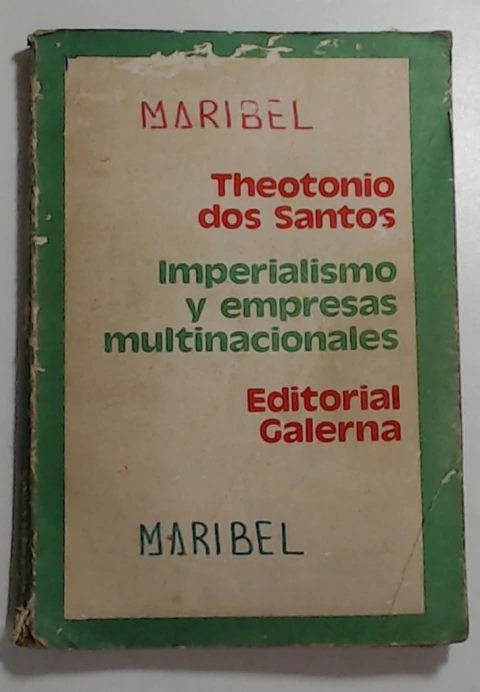 MARIBEL
Theotonio
dos Santos
Imperialismo
y empresas
multinacionales
Editorial
Galerna
MARIBEL